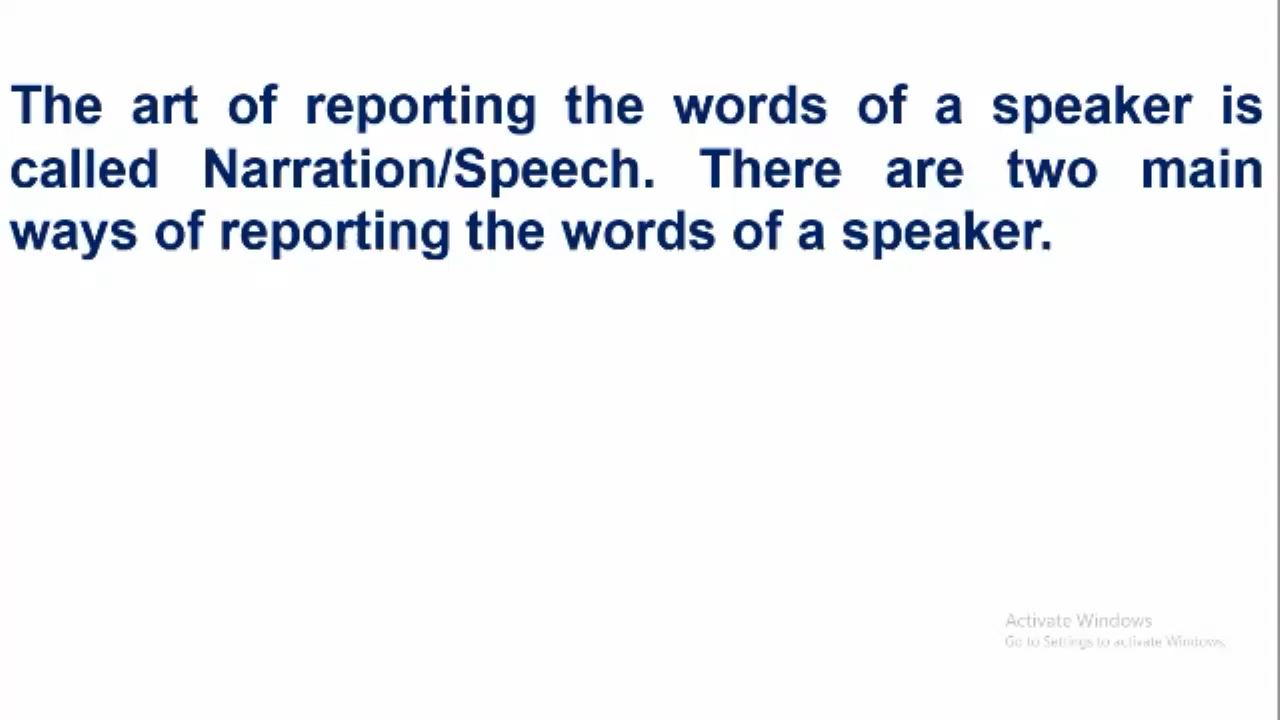 The art of reporting the words of a speaker is
called Narration/Speech. There are two main
ways of reporting the words of a speaker.
Activate Windows
Go to Settings to activate Windows.